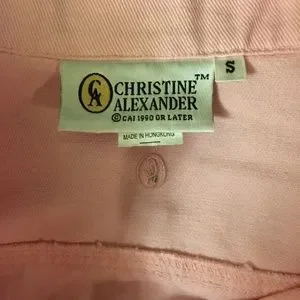 CA
CHRISTINE™
ALEXANDER
©CAI 1990 OR LATER
S
MADE IN HONGKONG